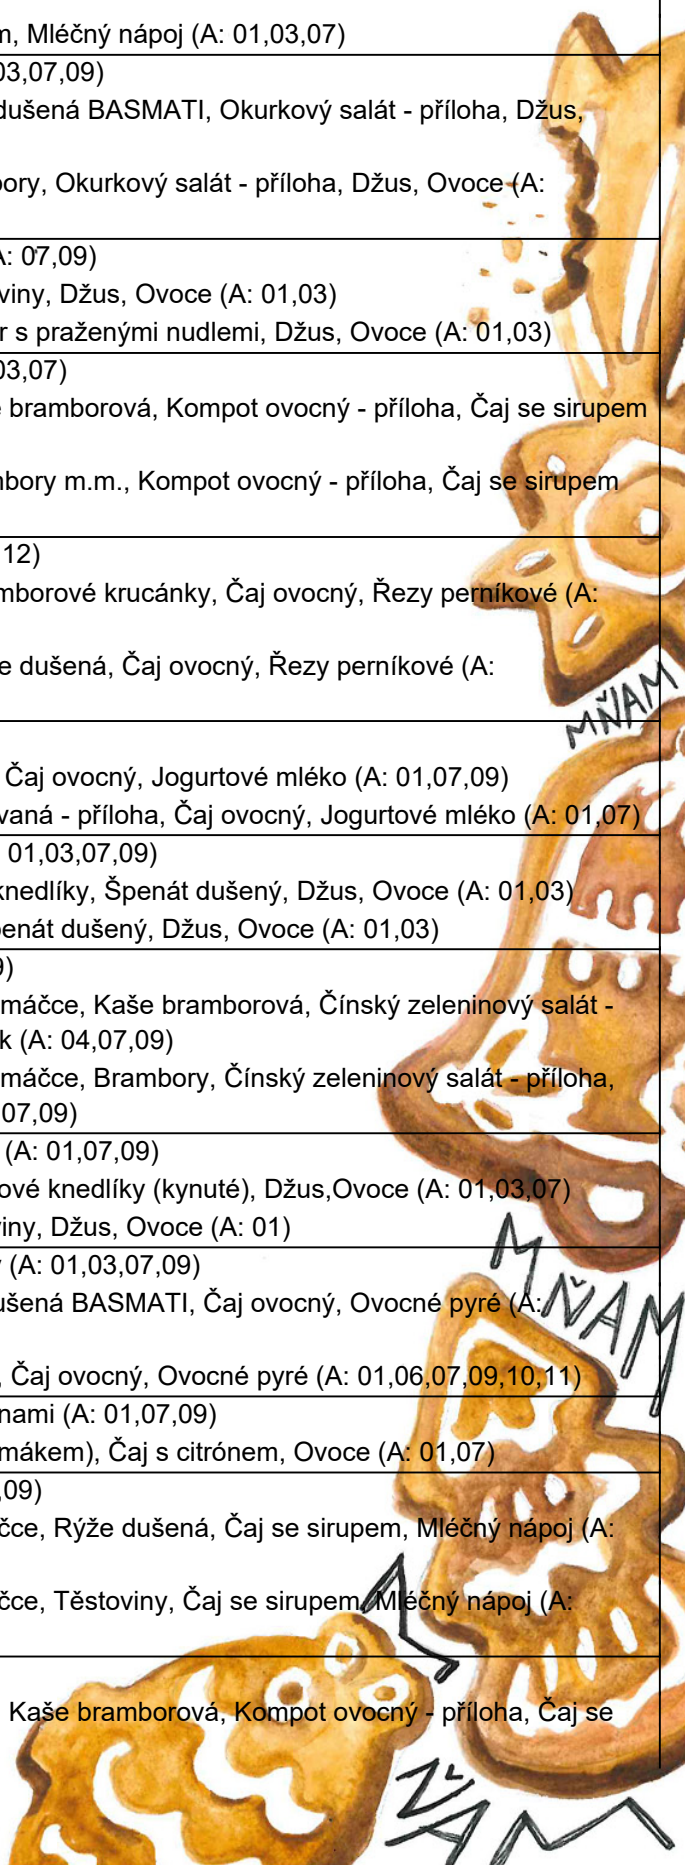 , Mléčný nápoj (A: 01,03,07)
03,07,09)
dušená BASMATI, Okurkový salát - příloha, Džus,
bory, Okurkový salát - příloha, Džus, Ovoce (A:
A: 07,09)
viny, Džus, Ovoce (A: 01,03)
r s praženými nudlemi, Džus, Ovoce (A: 01,03)
03,07)
e bramborová, Kompot ovocný - příloha, Čaj se sirupem
mbory m.m., Kompot ovocný - příloha, Čaj se sirupem
12)
mborové krucánky, Čaj ovocný, Řezy perníkové (A:
e dušená, Čaj ovocný, Řezy perníkové (A:
MŇAM
Čaj ovocný, Jogurtové mléko (A: 01,07,09)
vaná - příloha, Čaj ovocný, Jogurtové mléko (A: 01,07)
01,03,07,09)
knedlíky, Špenát dušený, Džus, Ovoce (A: 01,03)
penát dušený, Džus, Ovoce (A: 01,03)
9)
máčce, Kaše bramborová, Čínský zeleninový salát -
k (A: 04,07,09)
máčce, Brambory, Čínský zeleninový salát - příloha,
07,09)
(A: 01,07,09)
ové knedlíky (kynuté), Džus,Ovoce (A: 01,03,07)
viny, Džus, Ovoce (A: 01)
MŇAM
(A: 01,03,07,09)
ušená BASMATI, Čaj ovocný, Ovocné pyré (A:
, Čaj ovocný, Ovocné pyré (A: 01,06,07,09,10,11)
nami (A: 01,07,09)
mákem), Čaj s citrónem, Ovoce (A: 01,07)
,09)
čce, Rýže dušená, Čaj se sirupem, Mléčný nápoj (A:
čce, Těstoviny, Čaj se sirupem, Mléčný nápoj (A:
Kaše bramborová, Kompot ovocný - příloha, Čaj se
MŇAM